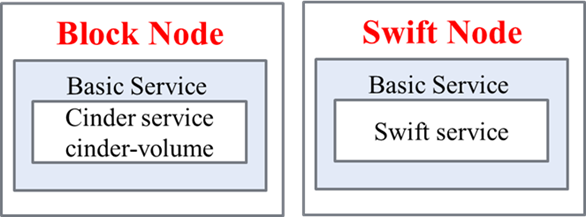 Block Node
Basic Service
Cinder service
cinder-volume
Swift Node
Basic Service
Swift service